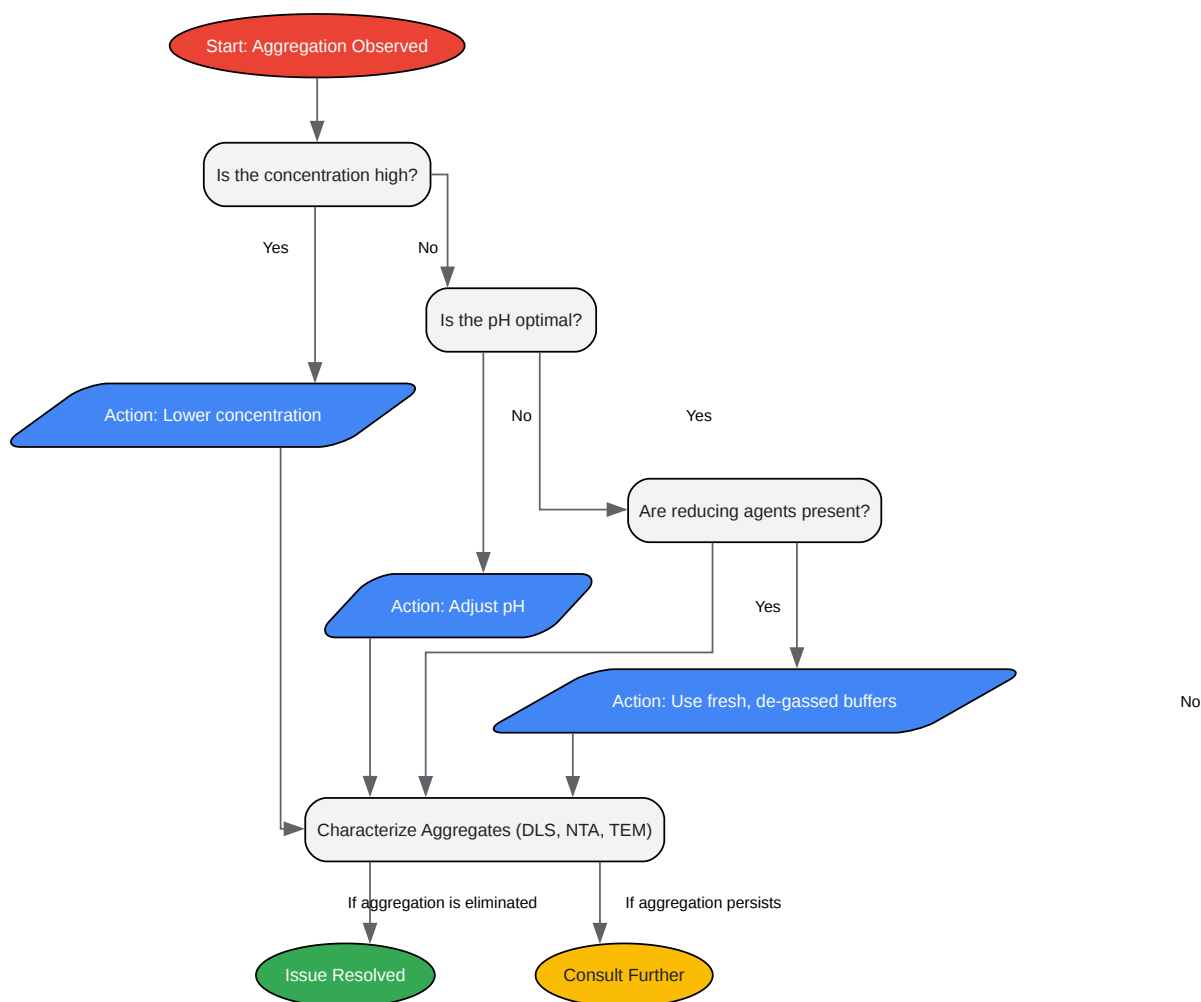 Start: Aggregation Observed
Is the concentration high?
Yes
No
Is the pH optimal?
Action: Lower concentration
No
Yes
Are reducing agents present?
Action: Adjust pH
Yes
Action: Use fresh, de-gassed buffers
No
Characterize Aggregates (DLS, NTA, TEM)
If aggregation is eliminated
If aggregation persists
Issue Resolved
Consult Further